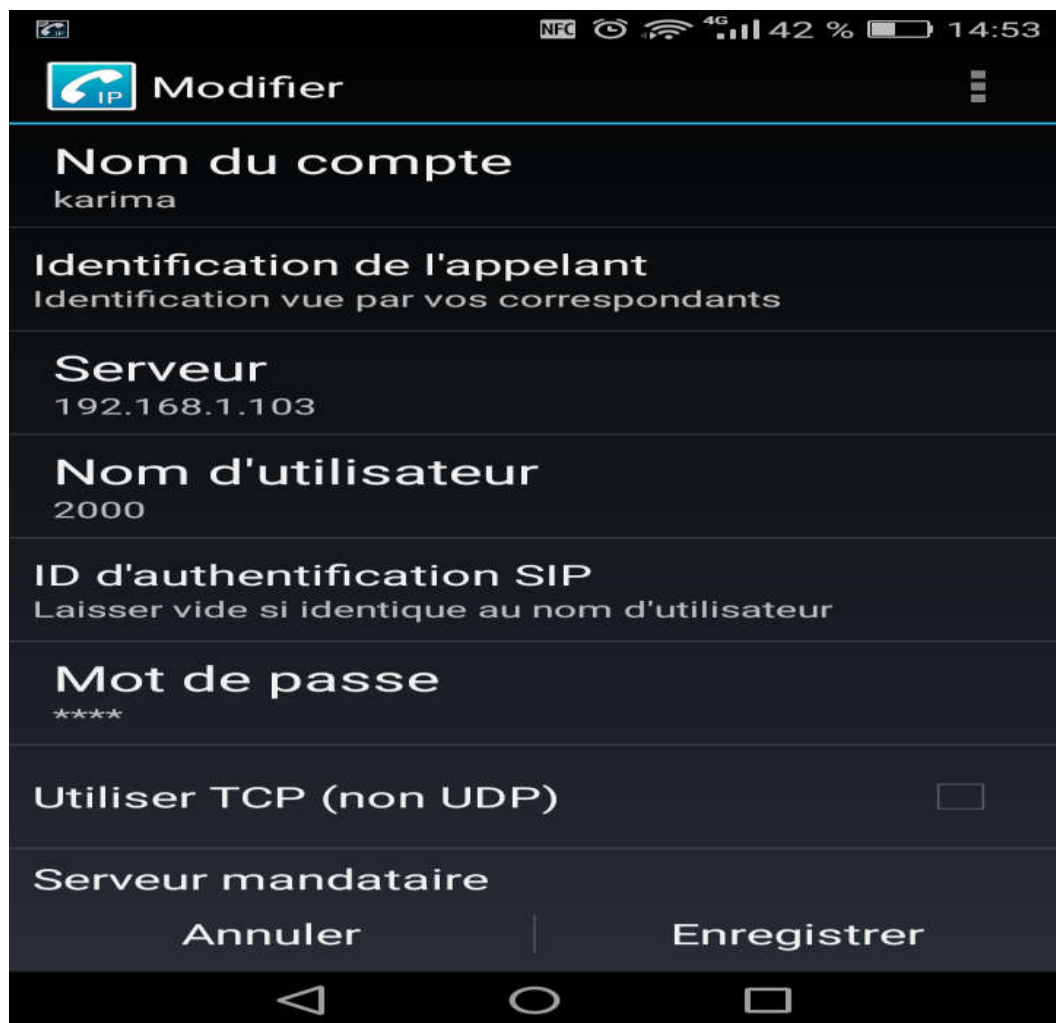 NFC 4G 42 % 14:53
IP Modifier
Nom du compte
karima
Identification de l'appelant
Identification vue par vos correspondants
Serveur
192.168.1.103
Nom d'utilisateur
2000
ID d'authentification SIP
Laisser vide si identique au nom d'utilisateur
Mot de passe
****
Utiliser TCP (non UDP)
Serveur mandataire
Annuler Enregistrer